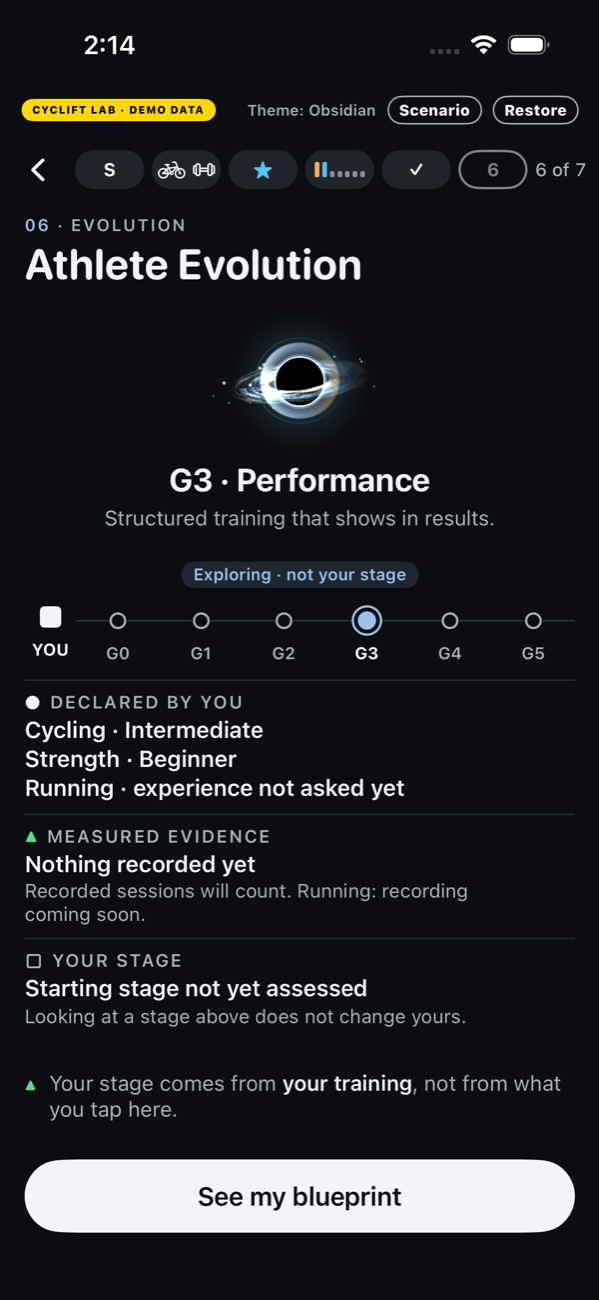 2:14
CYCLIFT LAB · DEMO DATA
Theme: Obsidian
Scenario
Restore
S
6
6 of 7
06 · EVOLUTION
Athlete Evolution
G3 · Performance
Structured training that shows in results.
Exploring · not your stage
YOU
G0
G1
G2
G3
G4
G5
DECLARED BY YOU
Cycling · Intermediate
Strength · Beginner
Running · experience not asked yet
MEASURED EVIDENCE
Nothing recorded yet
Recorded sessions will count. Running: recording
coming soon.
YOUR STAGE
Starting stage not yet assessed
Looking at a stage above does not change yours.
Your stage comes from your training, not from what
you tap here.
See my blueprint